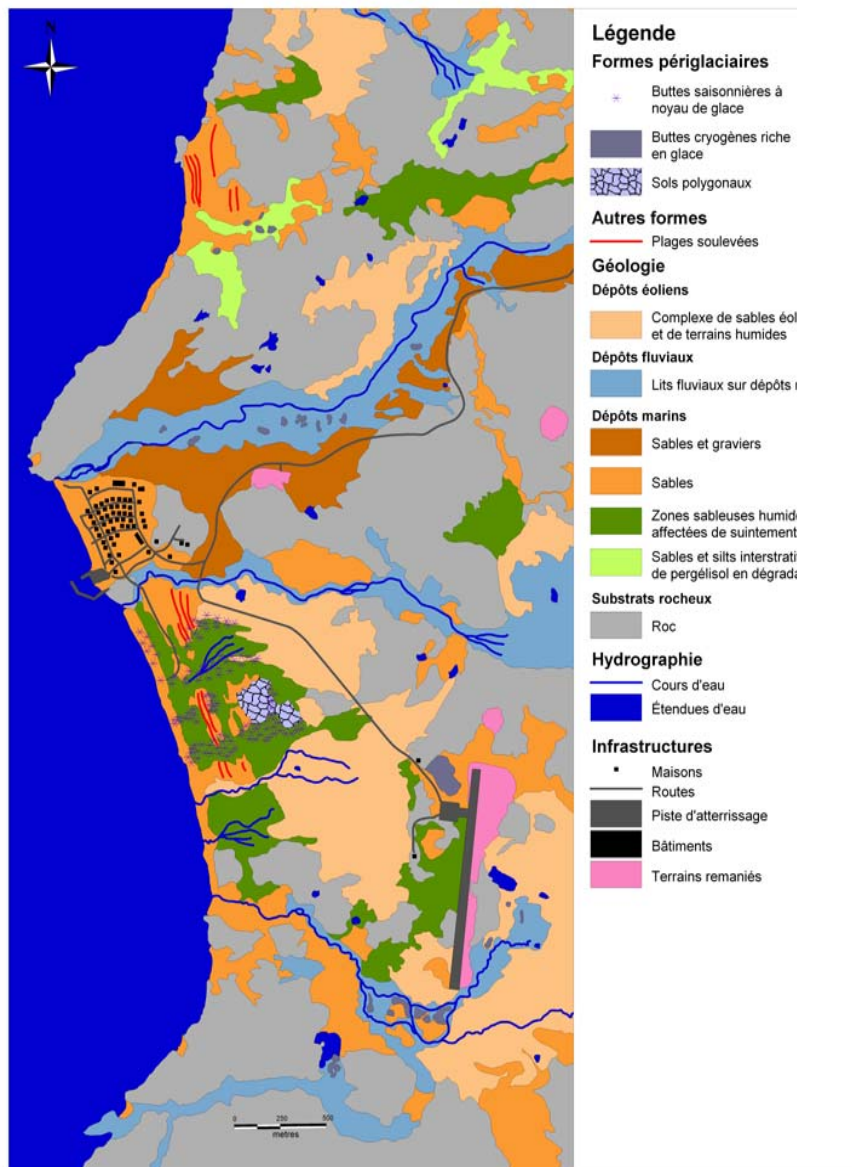 N
Légende
Formes périglaciaires
Buttes saisonnières à
noyau de glace
Buttes cryogènes riche
en glace
Sols polygonaux
Autres formes
Plages soulevées
Géologie
Dépôts éoliens
Complexe de sables éol
et de terrains humides
Dépôts fluviaux
Lits fluviaux sur dépôts
Dépôts marins
Sables et graviers
Sables
Zones sableuses humid
affectées de suintement
Sables et silts interstrati
de pergélisol en dégrada
Substrats rocheux
Roc
Hydrographie
Cours d'eau
Étendues d'eau
Infrastructures
Maisons
Routes
Piste d'atterrissage
Bâtiments
Terrains remaniés
0 250 500
metres